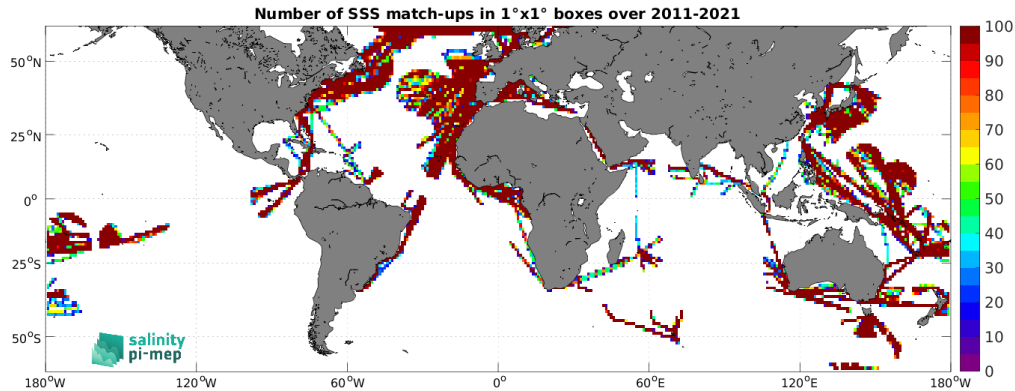 Number of SSS match-ups in 1°x1° boxes over 2011-2021
100
90
80
70
60
50
40
30
20
10
0
50°N
25°N
0°
25°S
50°S
180°W 120°W 60°W 0° 60°E 120°E 180°W
salinity
pi-mep